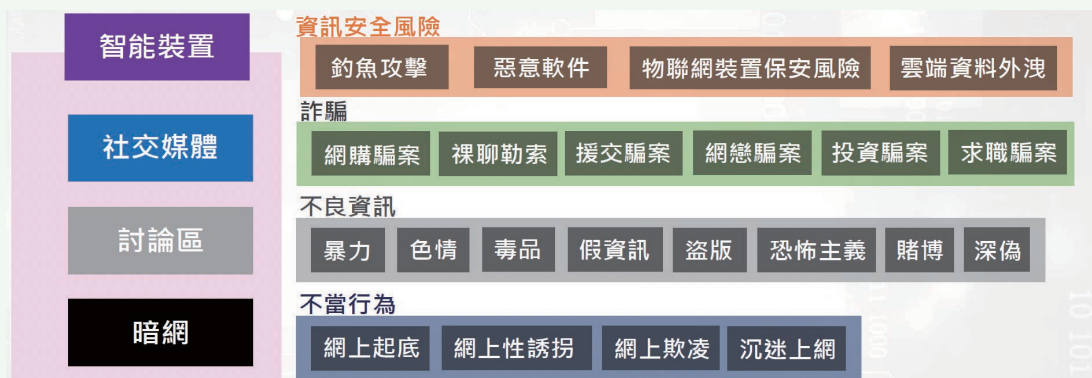 智能裝置
社交媒體
討論區
暗網
資訊安全風險
釣魚攻擊 惡意軟件 物聯網裝置保安風險 雲端資料外洩
詐騙
網購騙案 裸聊勒索 援交騙案 網戀騙案 投資騙案 求職騙案
不良資訊
暴力 色情 毒品 假資訊 盜版 恐怖主義 賭博 深偽
不當行為
網上起底 網上性誘拐 網上欺凌 沉迷上網